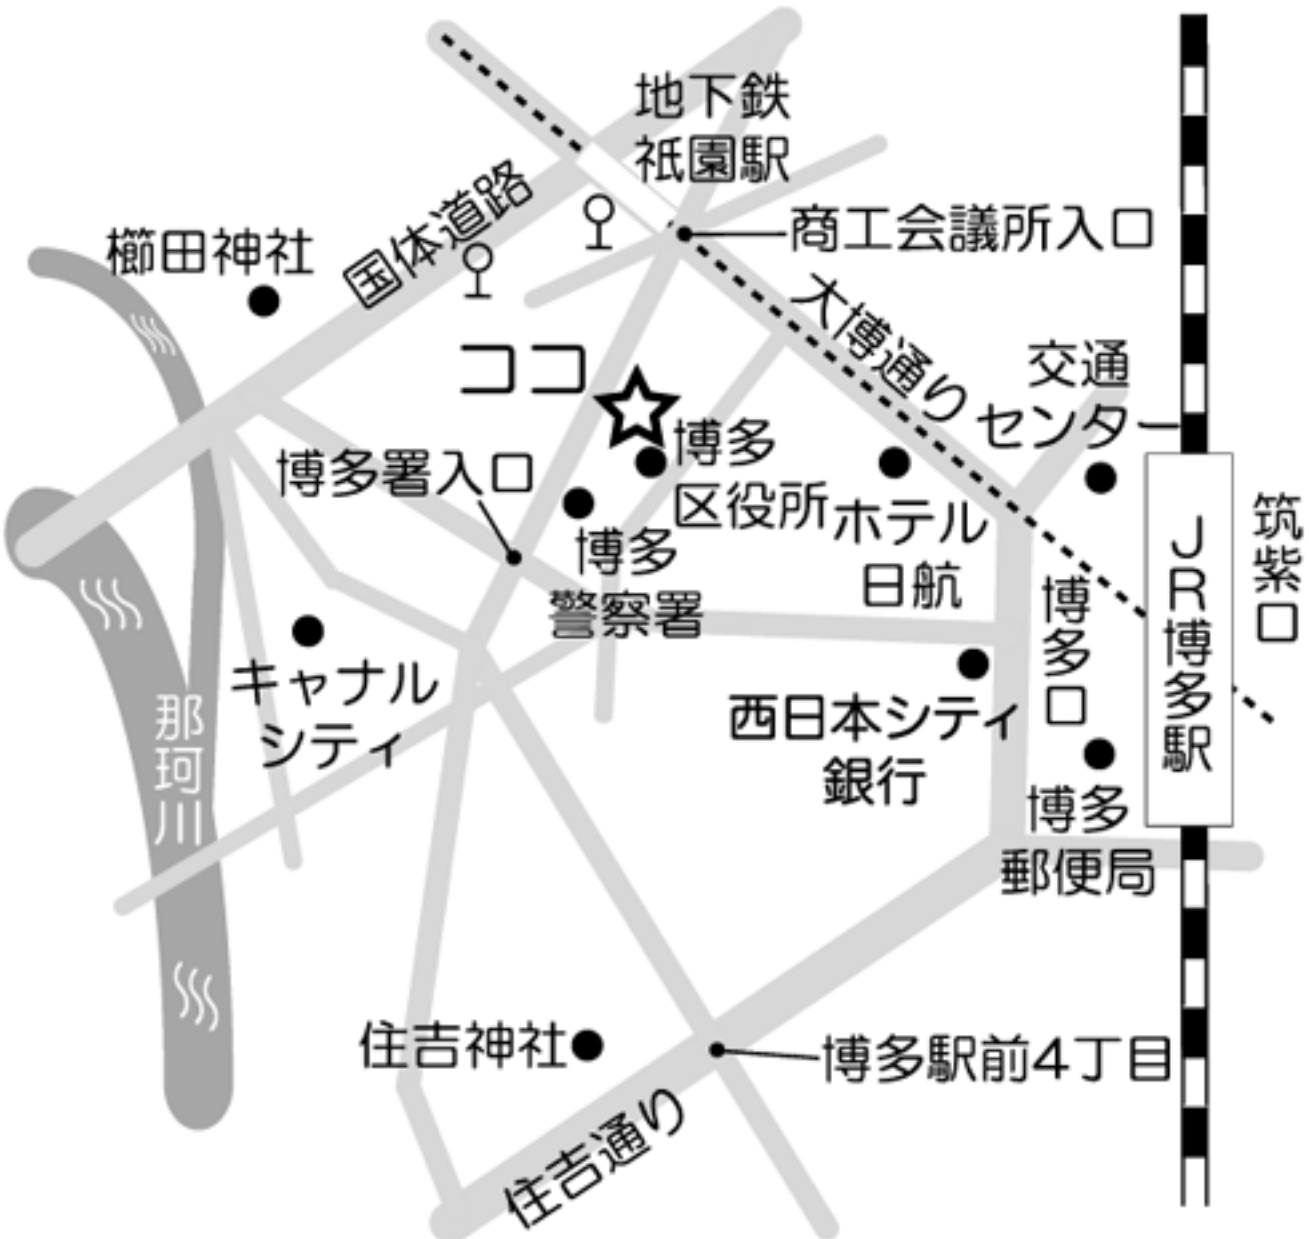 地下鉄
祇園駅
国体道路
櫛田神社
商工会議所入口
大博通り
交通
センター
ココ
博多
区役所
博多署入口
ホテル
日航
博多
警察署
筑紫口
JR博多駅
博多口
キャナル
シティ
西日本シティ
銀行
那珂川
博多
郵便局
住吉神社
博多駅前4丁目
住吉通り